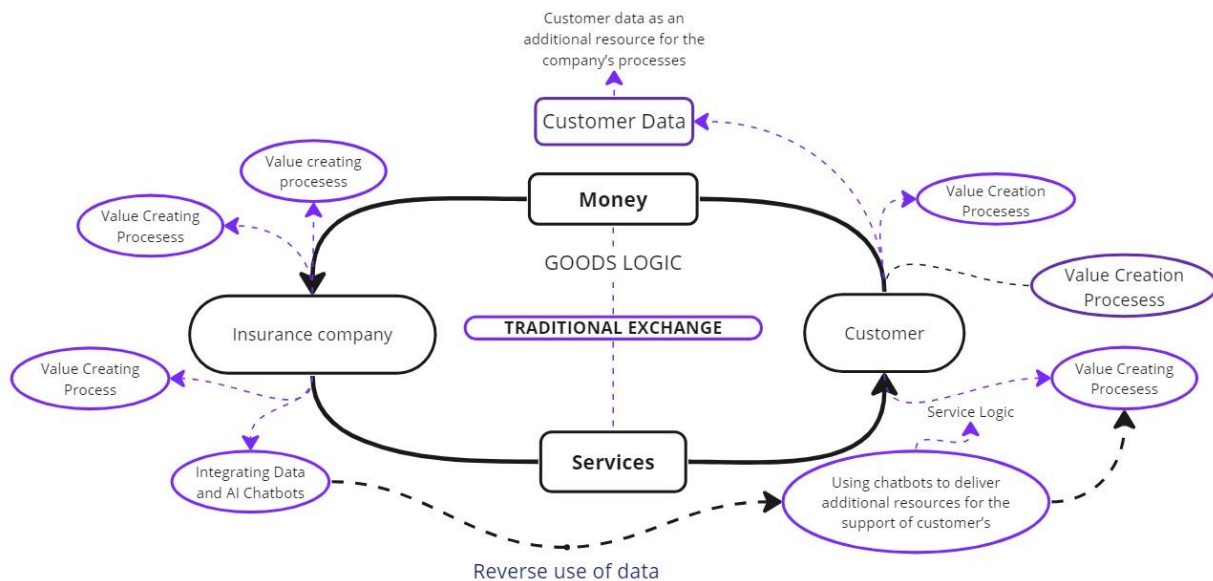 Customer data as an
additional resource for the
company's processes
Customer Data
Value creating
procesess
Value Creating
Procesess
Money
Value Creation
Procesess
GOODS LOGIC
Value Creation
Procesess
Insurance company
TRADITIONAL EXCHANGE
Customer
Value Creating
Process
Value Creating
Procesess
Service Logic
Integrating Data
and AI Chatbots
Services
Using chatbots to deliver
additional resources for the
support of customer's
Reverse use of data